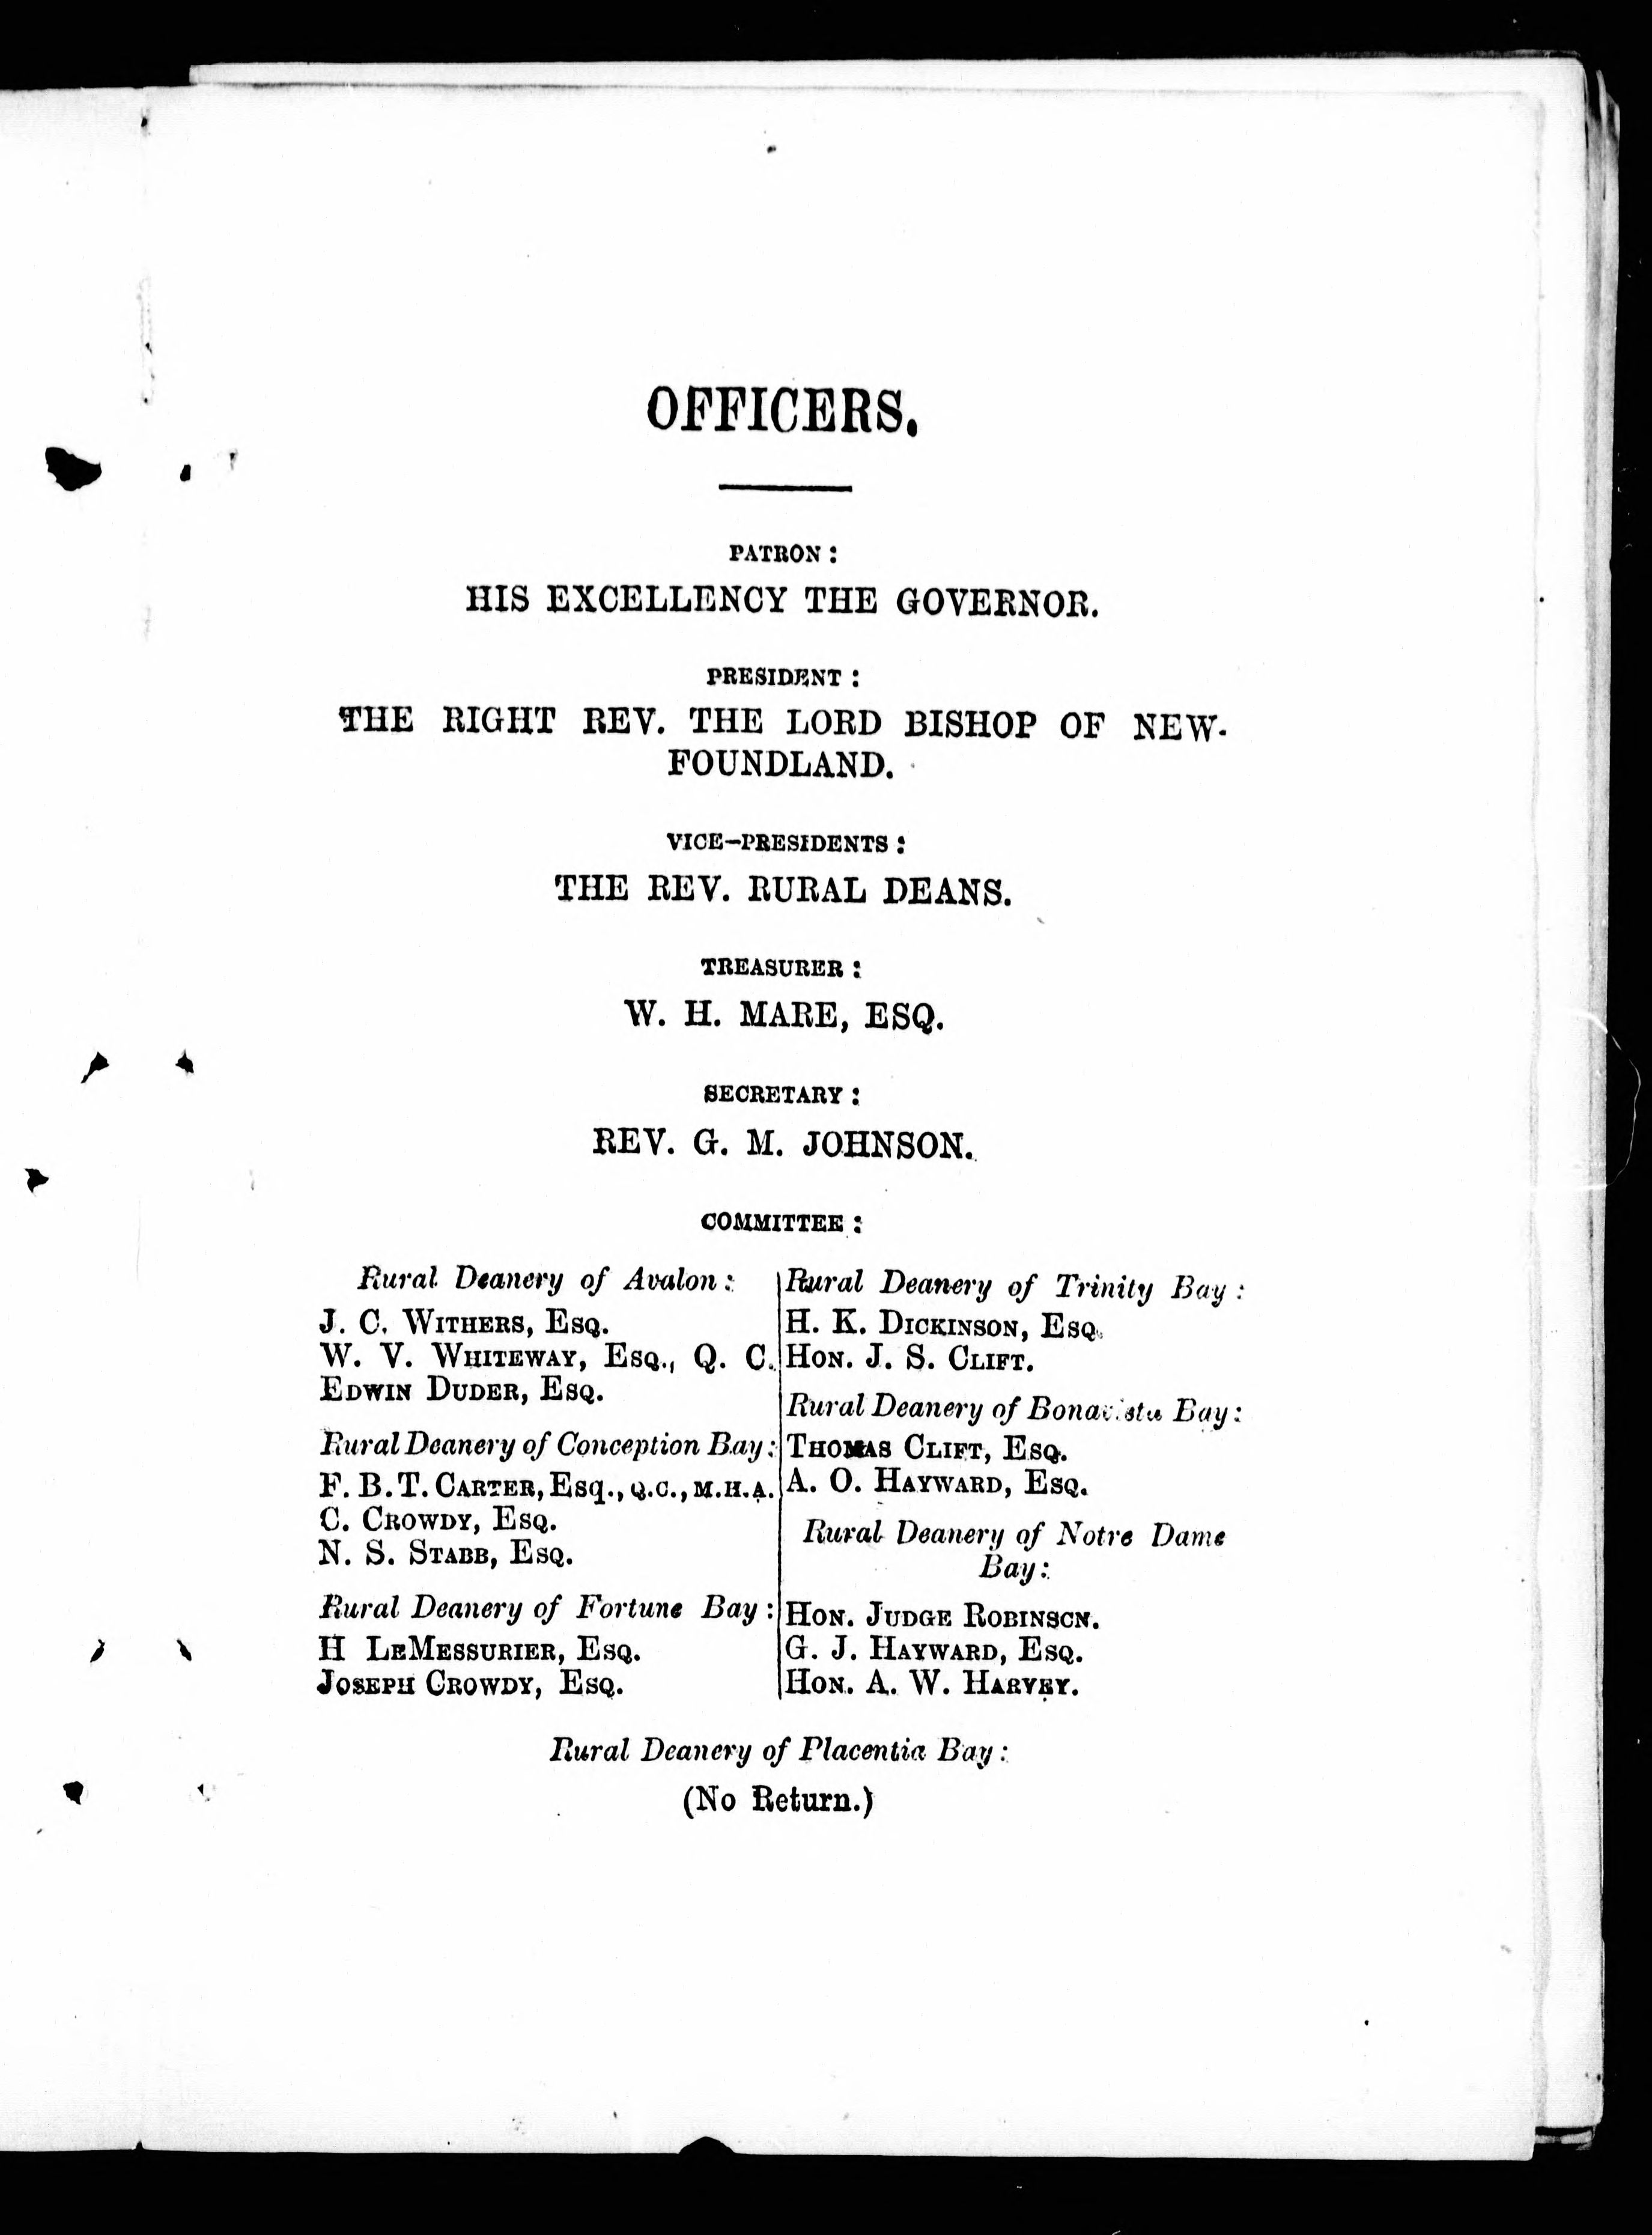 OFFICERS.
PATRON:
HIS EXCELLENCY THE GOVERNOR.
PRESIDENT:
THE RIGHT REV. THE LORD BISHOP OF NEW-
FOUNDLAND.
VICE-PRESIDENTS:
THE REV. RURAL DEANS.
TREASURER:
W. H. MARE, ESQ.
SECRETARY:
REV. G. M. JOHNSON.
COMMITTEE:
Rural Deanery of Avalon:
J. C. WITHERS, ESQ.
W. V. WHITEWAY, ESQ., Q. C.
EDWIN DUDER, ESQ.
Rural Deanery of Conception Bay:
F. B. T. CARTER, Esq., Q.C., M.H.A.
C. CROWDY, ESQ.
N. S. STABB, ESQ.
Rural Deanery of Fortune Bay:
H LEMESSURIER, ESQ.
JOSEPH CROWDY, ESQ.
Rural Deanery of Trinity Bay:
H. K. DICKINSON, ESQ.
HON. J. S. CLIFT.
Rural Deanery of Bonavista Bay:
THOMAS CLIFT, ESQ.
A. O. HAYWARD, ESQ.
Rural Deanery of Notre Dame
Bay:
HON. JUDGE ROBINSON.
G. J. HAYWARD, ESQ.
HON. A. W. HARVEY.
Rural Deanery of Placentia Bay:
(No Return.)